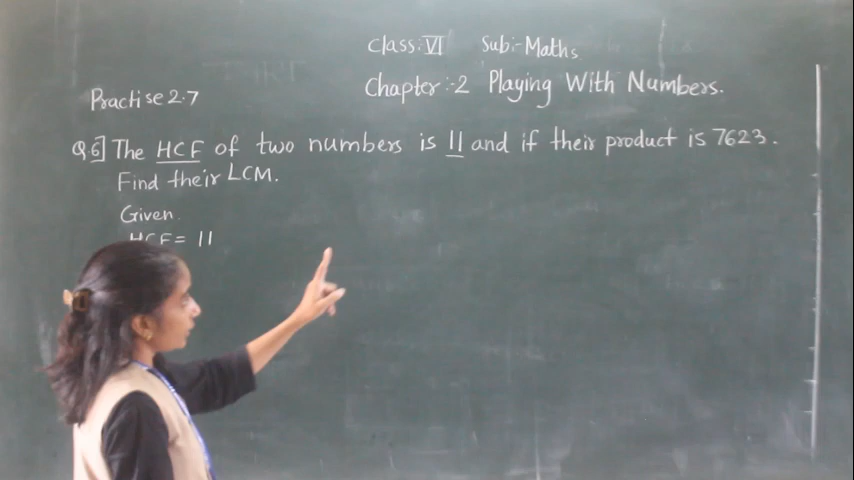 Class:VI Sub:-Maths
Chapter:-2 Playing With Numbers.
Practise 2.7
Q.6] The HCF of two numbers is 11 and if their product is 7623.
Find their LCM.
Given
HCF = 11